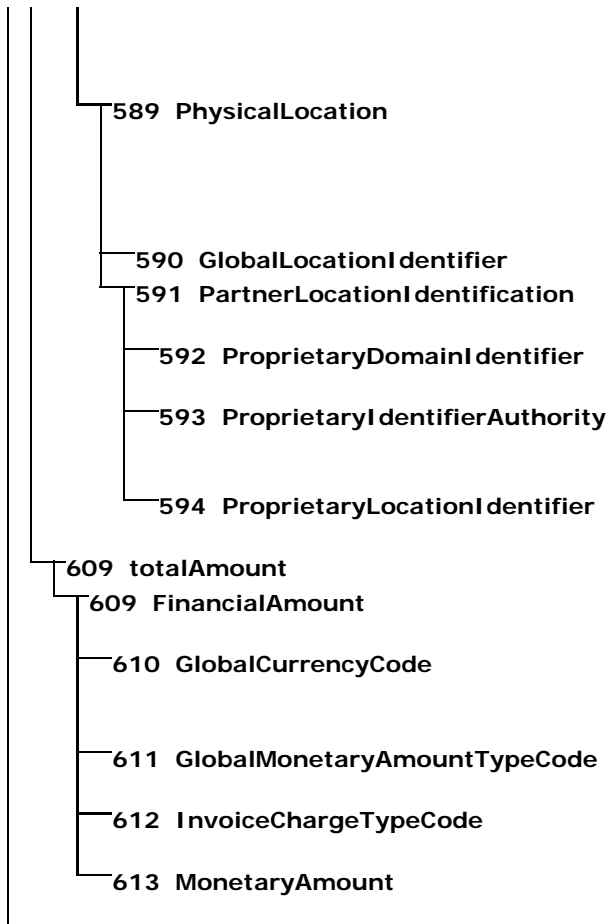 589 PhysicalLocation
590 GlobalLocationIdentifier
591 PartnerLocationIdentification
592 ProprietaryDomainIdentifier
593 ProprietaryIdentifierAuthority
594 ProprietaryLocationIdentifier
609 totalAmount
609 FinancialAmount
610 GlobalCurrencyCode
611 GlobalMonetaryAmountTypeCode
612 InvoiceChargeTypeCode
613 MonetaryAmount